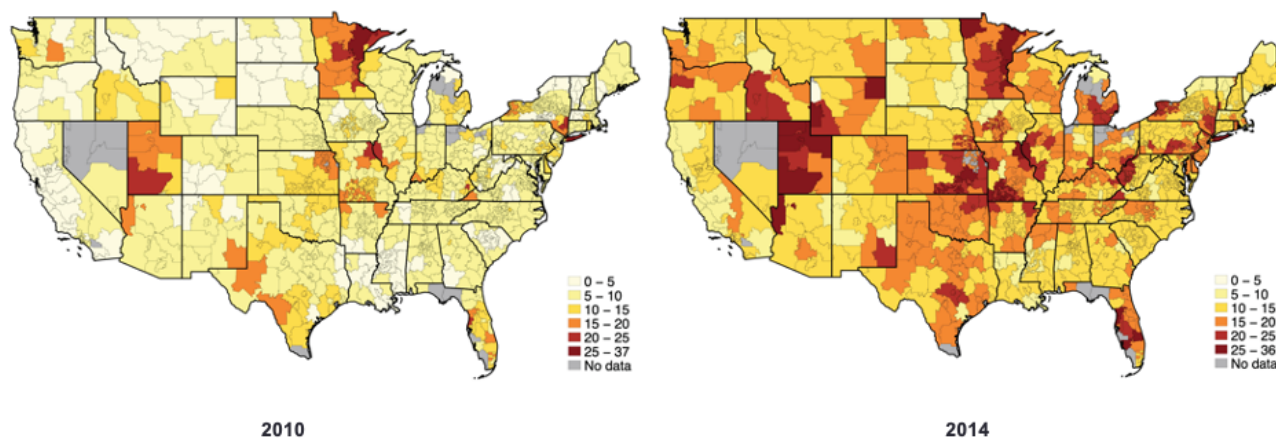 0 – 5
5 – 10
10 – 15
15 – 20
20 – 25
25 – 37
No data
0 – 5
5 – 10
10 – 15
15 – 20
20 – 25
25 – 36
No data
2010
2014